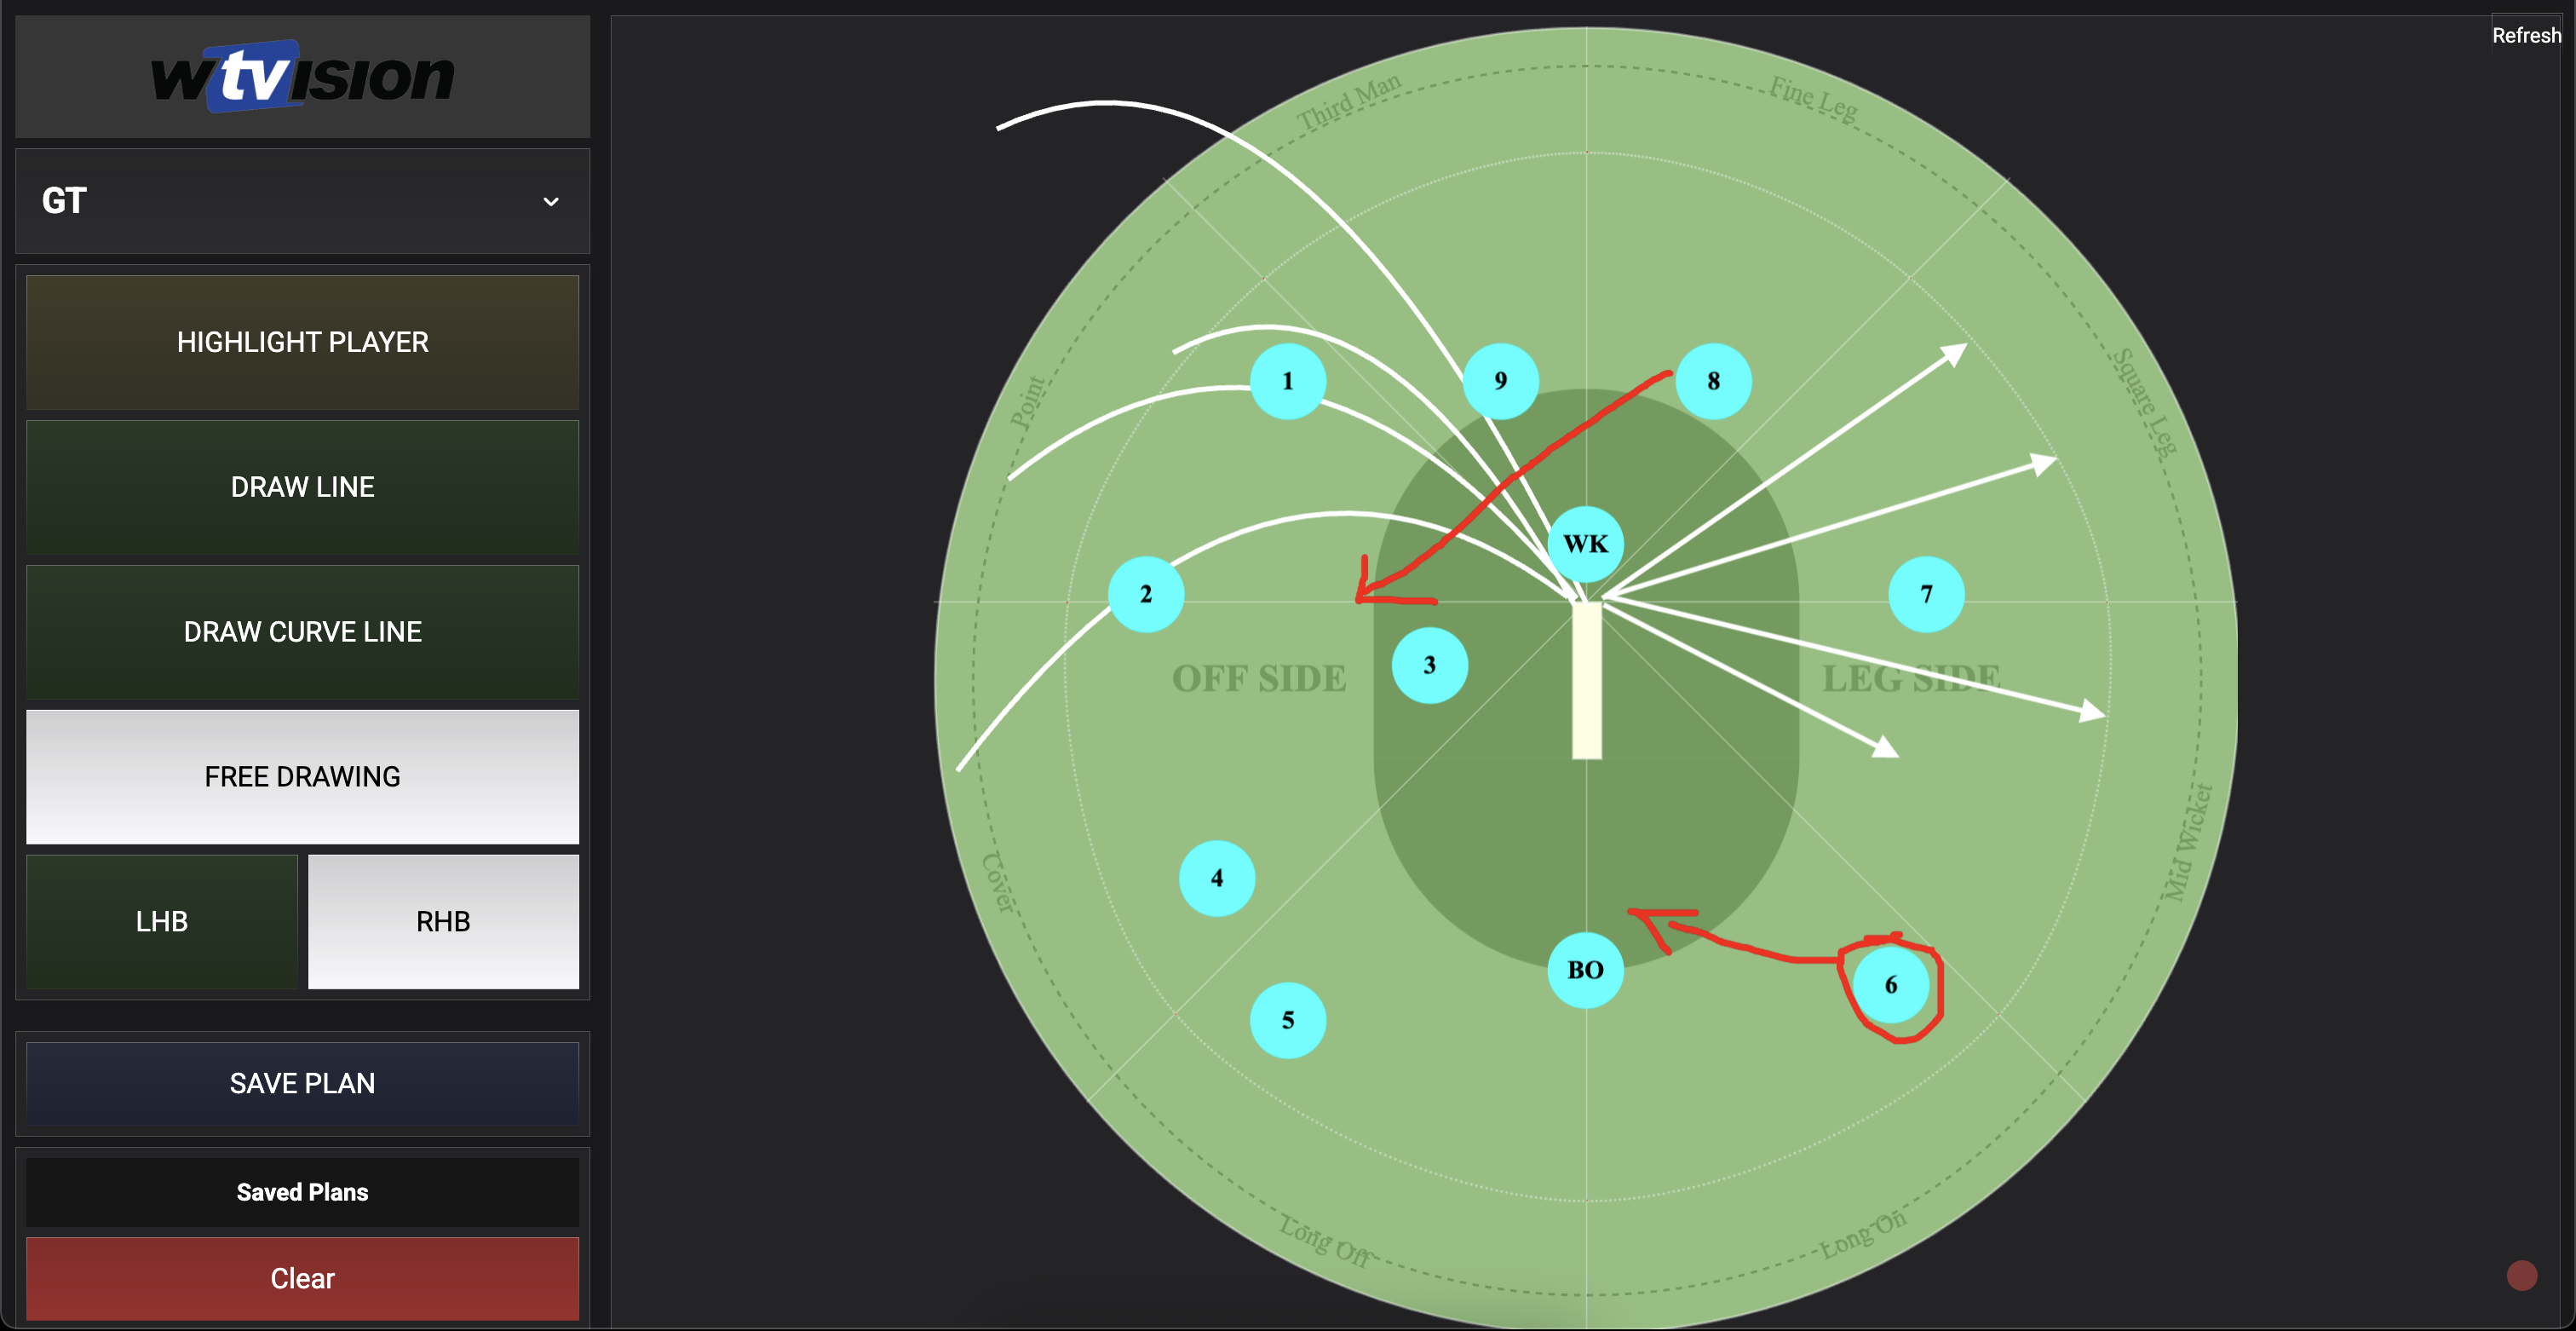 wtvision
GT
HIGHLIGHT PLAYER
DRAW LINE
DRAW CURVE LINE
FREE DRAWING
LHB
RHB
SAVE PLAN
Saved Plans
Clear
Refresh
Third Man
Fine Leg
Point
Square Leg
1
9
8
WK
2
7
3
OFF SIDE
LEG SIDE
4
Cover
Mid Wicket
BO
6
5
Long Off
Long On